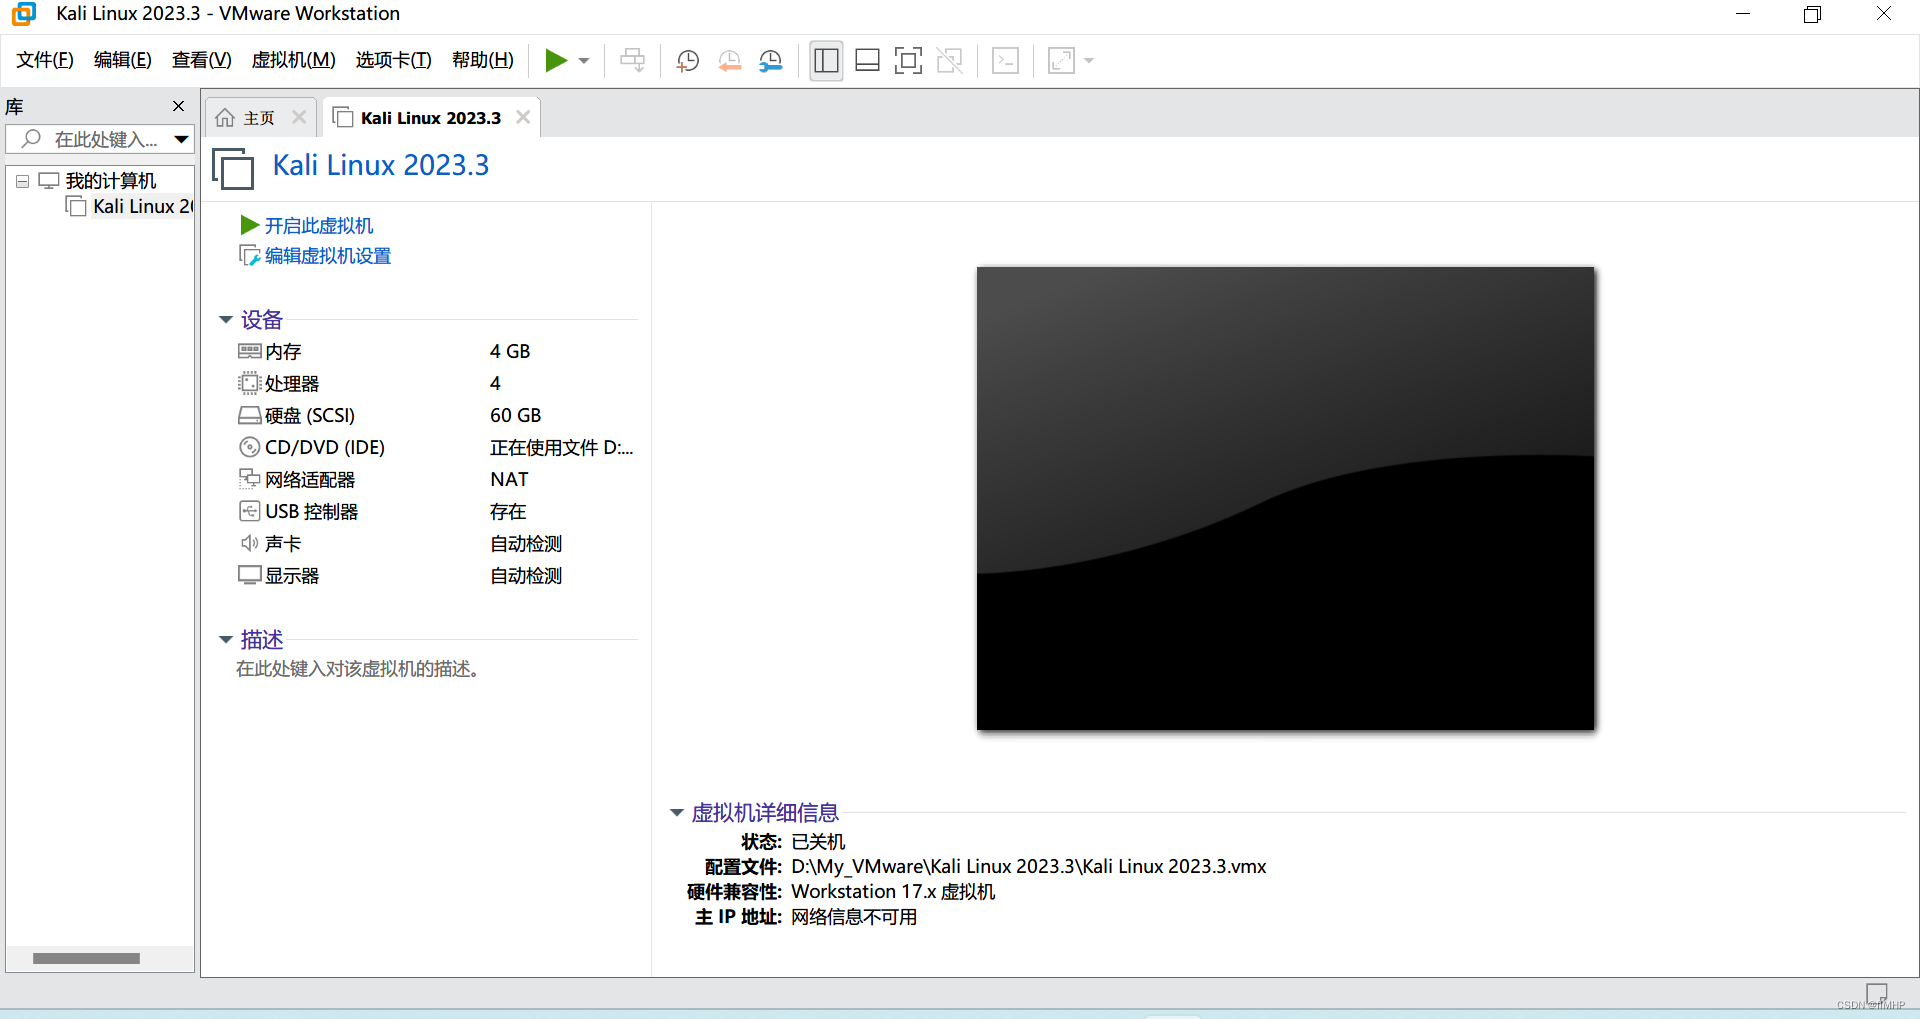 Kali Linux 2023.3 - VMware Workstation
文件(F) 编辑(E) 查看(V) 虚拟机(M) 选项卡(T) 帮助(H)
库
在此处键入...
我的计算机
Kali Linux 20
主页
Kali Linux 2023.3
Kali Linux 2023.3
开启此虚拟机
编辑虚拟机设置
设备
内存 4 GB
处理器 4
硬盘 (SCSI) 60 GB
CD/DVD (IDE) 正在使用文件 D:...
网络适配器 NAT
USB 控制器 存在
声卡 自动检测
显示器 自动检测
描述
在此处键入对该虚拟机的描述。
虚拟机详细信息
状态: 已关机
配置文件: D:\My_VMware\Kali Linux 2023.3\Kali Linux 2023.3.vmx
硬件兼容性: Workstation 17.x 虚拟机
主 IP 地址: 网络信息不可用